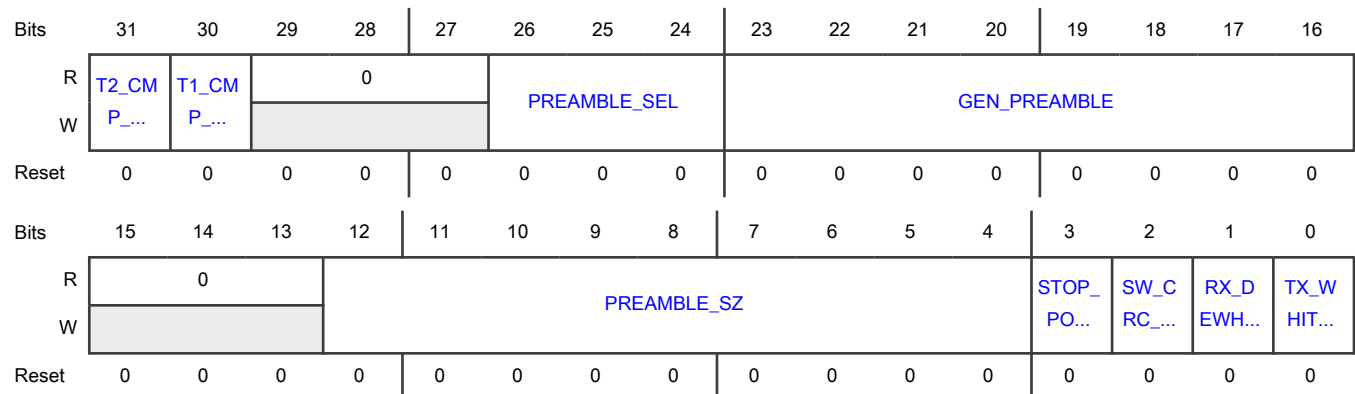 Bits 31 30 29 28 27 26 25 24 23 22 21 20 19 18 17 16
R T2_CM T1_CM 0
P_... P_... PREAMBLE_SEL GEN_PREAMBLE
W
Reset 0 0 0 0 0 0 0 0 0 0 0 0 0 0 0 0
Bits 15 14 13 12 11 10 9 8 7 6 5 4 3 2 1 0
R 0 PREAMBLE_SZ STOP_ SW_C RX_D TX_W
W PO... RC_... EWH... HIT...
Reset 0 0 0 0 0 0 0 0 0 0 0 0 0 0 0 0